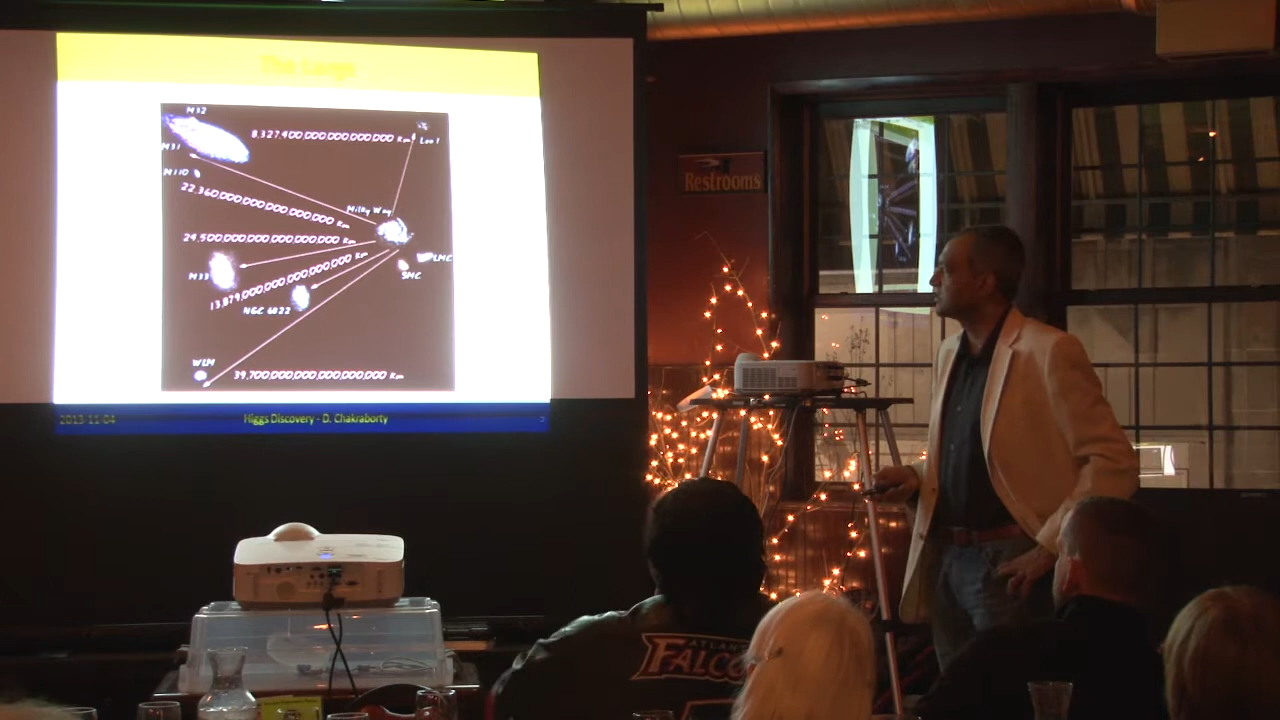 The Large
M32
8,327,400,000,000,000,000 Km
Leo I
M31
M110
22,360,000,000,000,000,000 Km
Milky Way
24,500,000,000,000,000,000 Km
LMC
SMC
M33
13,879,000,000,000,000,000 Km
NGC 6822
WLM
39,700,000,000,000,000,000 Km
2013-11-04
Higgs Discovery - D. Chakraborty
Restrooms
ATLANTA
FALCO